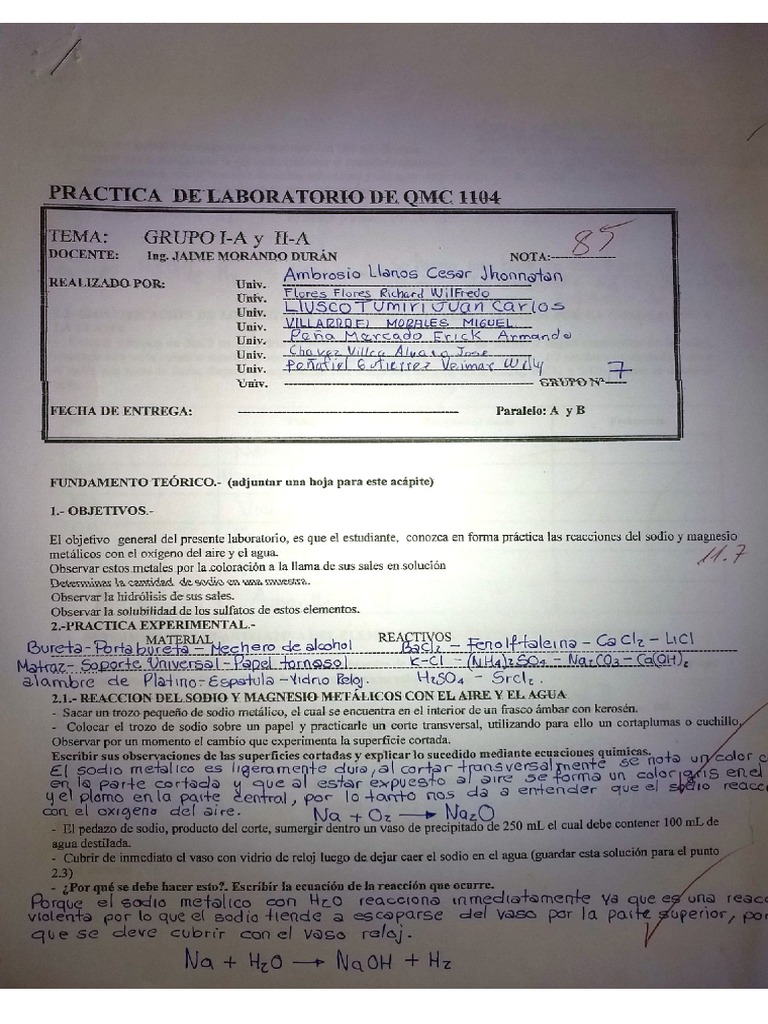 PRACTICA DE LABORATORIO DE QMC 1104
TEMA: GRUPO I-A y II-A
DOCENTE: Ing. JAIME MORANDO DURÁN NOTA: 85
REALIZADO POR: Univ. Ambrosio Llanos Cesar Jhonnatan
Univ. Flores Flores Richard Wilfredo
Univ. LIUSCO TUMIRI JUAN Carlos
Univ. VILLARROEL MORALES MIGUEL
Univ. Peña Mercado Erick Armando
Univ. Chavez Villca Alvaro Jose
Univ. Peñafiel Gutierrez Veimar Willy
Univ. GRUPO Nº 7
FECHA DE ENTREGA: Paralelo: A y B
FUNDAMENTO TEÓRICO.- (adjuntar una hoja para este acápite)
1.- OBJETIVOS.-
El objetivo general del presente laboratorio, es que el estudiante, conozca en forma práctica las reacciones del sodio y magnesio
metálicos con el oxígeno del aire y el agua.
11.7
Observar estos metales por la coloración a la llama de sus sales en solución
Determinar la cantidad de sodio en una muestra.
Observar la hidrólisis de sus sales.
Observar la solubilidad de los sulfatos de estos elementos.
2.-PRACTICA EXPERIMENTAL.-
MATERIAL REACTIVOS
Bureta-Portabureta-Mechero de alcohol BaCl2 - Fenolftaleina - CaCl2 - LiCl
Matraz-Soporte Universal-Papel tornasol K-Cl - (NH4)2SO4 - Na2CO3 - Ca(OH)2
alambre de Platino-Espatula-Vidrio Reloj. H2SO4 - SrCl2.
2.1.- REACCION DEL SODIO Y MAGNESIO METÁLICOS CON EL AIRE Y EL AGUA
- Sacar un trozo pequeño de sodio metálico, el cual se encuentra en el interior de un frasco ámbar con kerosén.
- Colocar el trozo de sodio sobre un papel y practicarle un corte transversal, utilizando para ello un cortaplumas o cuchillo.
Observar por un momento el cambio que experimenta la superficie cortada.
Escribir sus observaciones de las superficies cortadas y explicar lo sucedido mediante ecuaciones químicas.
El sodio metalico es ligeramente duro, al cortar transversalmente se nota un color
en la parte cortada y que al estar expuesto al aire se forma un color gris en el
y el plomo en la parte central, por lo tanto nos da a entender que el sodio reacc
con el oxigeno del aire.
Na + O2 → Na2O
- El pedazo de sodio, producto del corte, sumergir dentro un vaso de precipitado de 250 mL el cual debe contener 100 mL de
agua destilada.
- Cubrir de inmediato el vaso con vidrio de reloj luego de dejar caer el sodio en el agua (guardar esta solución para el punto
2.3)
- ¿Por qué se debe hacer esto?. Escribir la ecuación de la reacción que ocurre.
Porque el sodio metalico con H2O reacciona inmediatamente ya que es una reac
violenta por lo que el sodio tiende a escaparse del vaso por la parte superior, por
que se deve cubrir con el vaso reloj.
Na + H2O → NaOH + H2